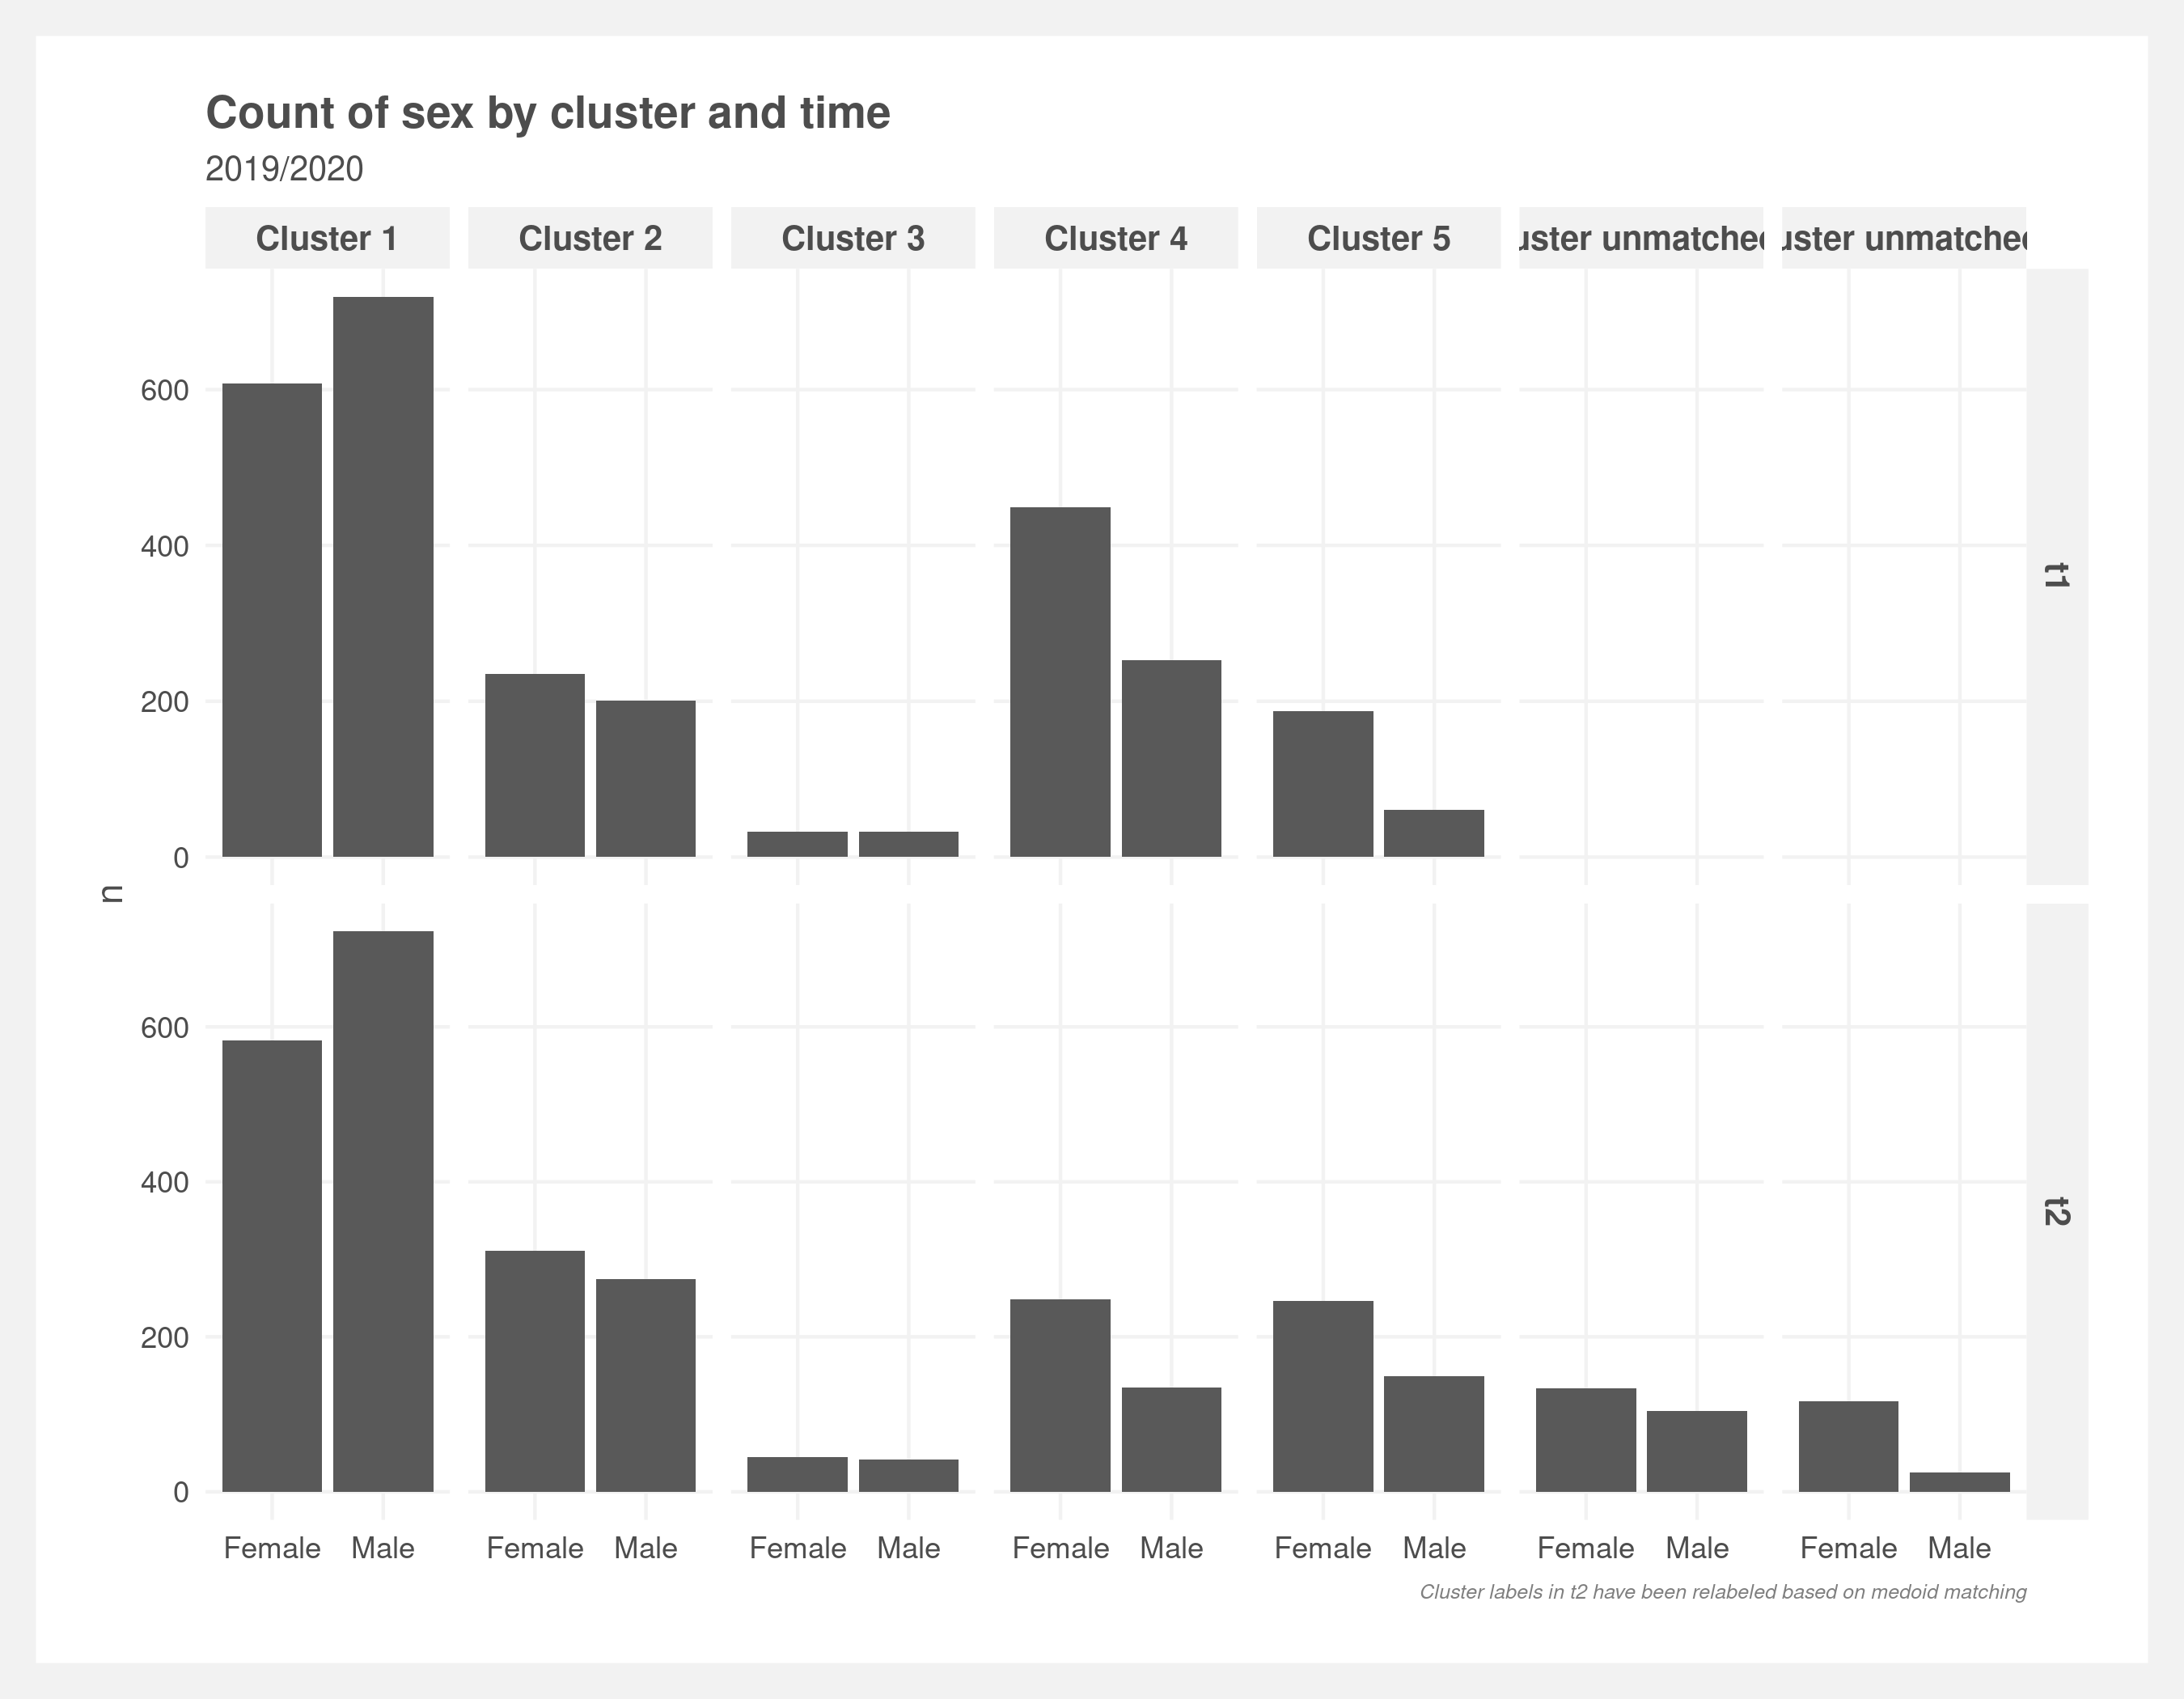 Count of sex by cluster and time
2019/2020
Cluster 1 Cluster 2 Cluster 3 Cluster 4 Cluster 5 uster unmatched uster unmatched
600
400
200
0
t1
n
600
400
200
0
t2
Female Male Female Male Female Male Female Male Female Male Female Male Female Male
Cluster labels in t2 have been relabeled based on medoid matching